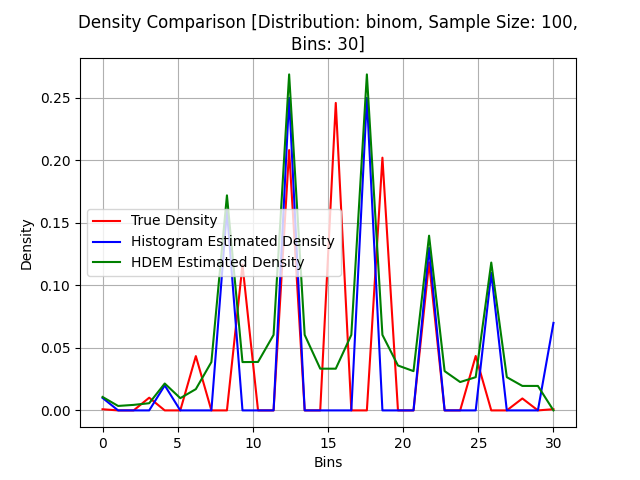 Density Comparison [Distribution: binom, Sample Size: 100,
Bins: 30]
0.25
0.20
0.15
0.10
0.05
0.00
Density
True Density
Histogram Estimated Density
HDEM Estimated Density
0 5 10 15 20 25 30
Bins